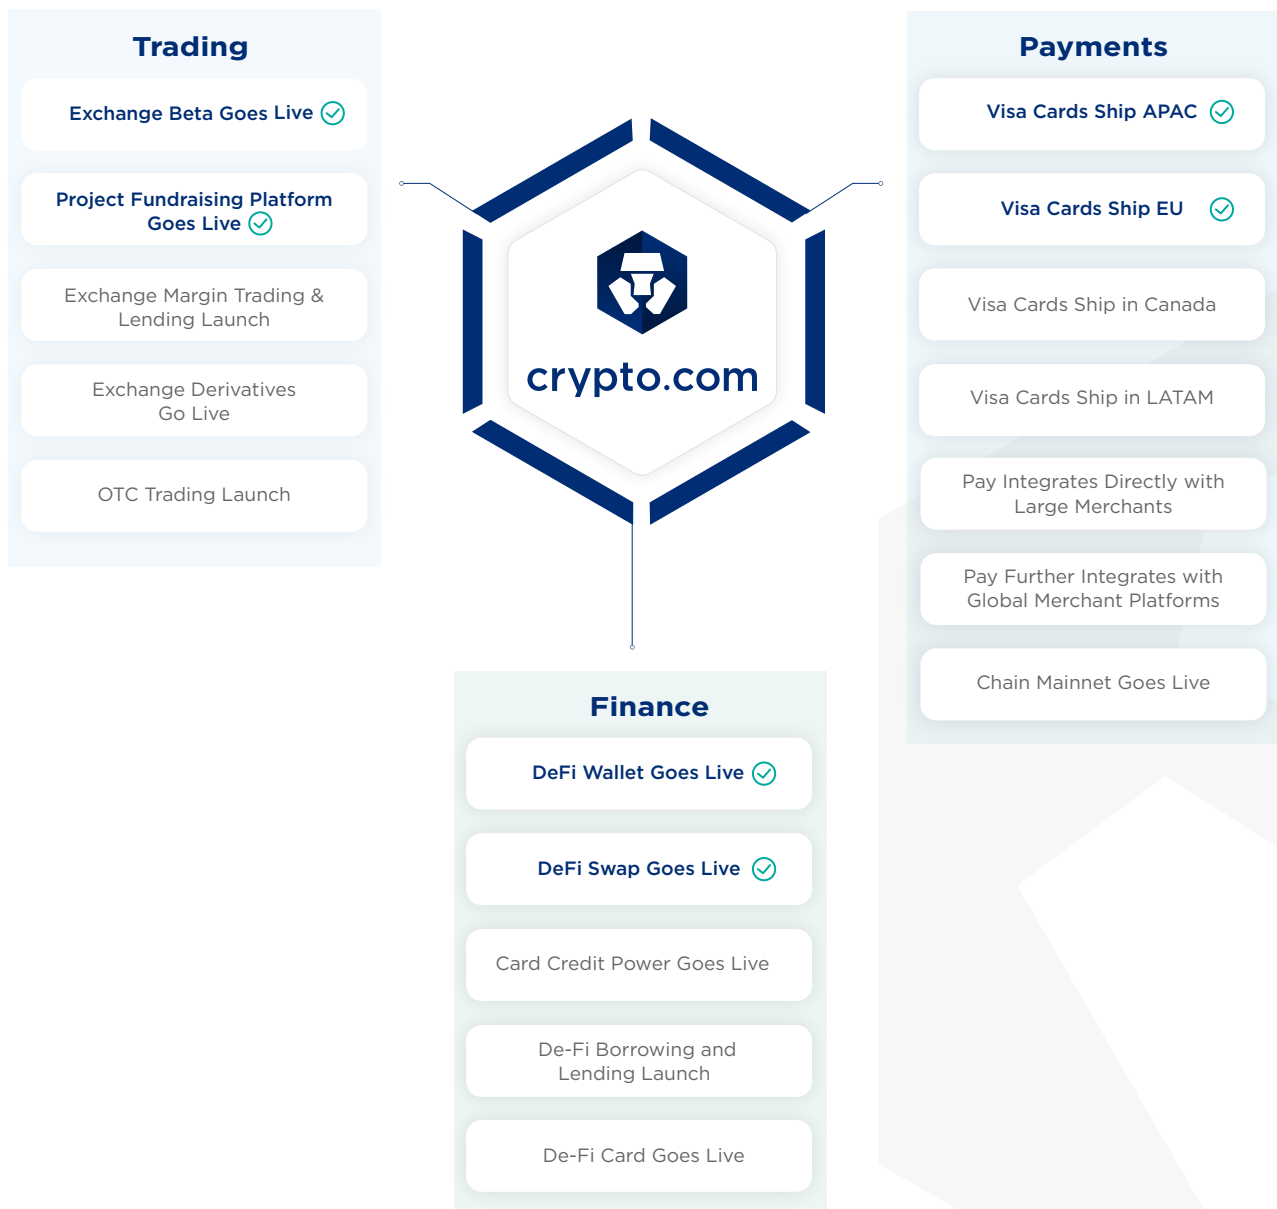 Trading
Exchange Beta Goes Live
Project Fundraising Platform
Goes Live
Exchange Margin Trading &
Lending Launch
Exchange Derivatives
Go Live
OTC Trading Launch
crypto.com
Payments
Visa Cards Ship APAC
Visa Cards Ship EU
Visa Cards Ship in Canada
Visa Cards Ship in LATAM
Pay Integrates Directly with
Large Merchants
Pay Further Integrates with
Global Merchant Platforms
Chain Mainnet Goes Live
Finance
DeFi Wallet Goes Live
DeFi Swap Goes Live
Card Credit Power Goes Live
De-Fi Borrowing and
Lending Launch
De-Fi Card Goes Live